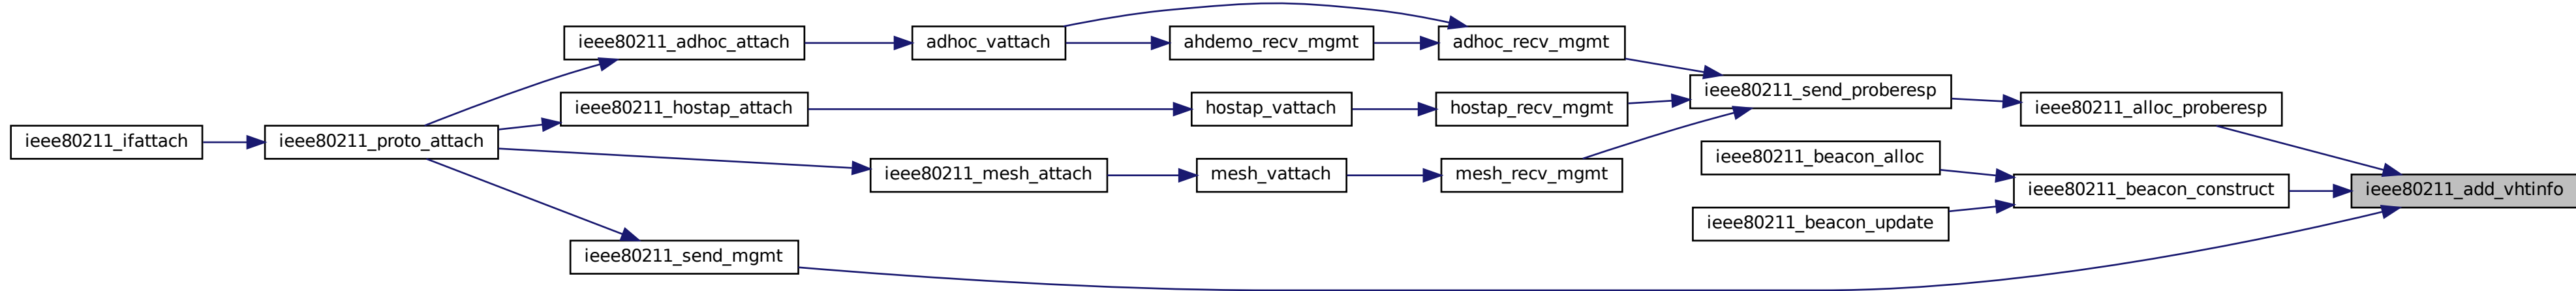 ieee80211_adhoc_attach
adhoc_vattach
ahdemo_recv_mgmt
adhoc_recv_mgmt
ieee80211_send_proberesp
ieee80211_hostap_attach
hostap_vattach
hostap_recv_mgmt
ieee80211_alloc_proberesp
ieee80211_ifattach
ieee80211_proto_attach
ieee80211_beacon_alloc
ieee80211_mesh_attach
mesh_vattach
mesh_recv_mgmt
ieee80211_beacon_construct
ieee80211_add_vhtinfo
ieee80211_beacon_update
ieee80211_send_mgmt